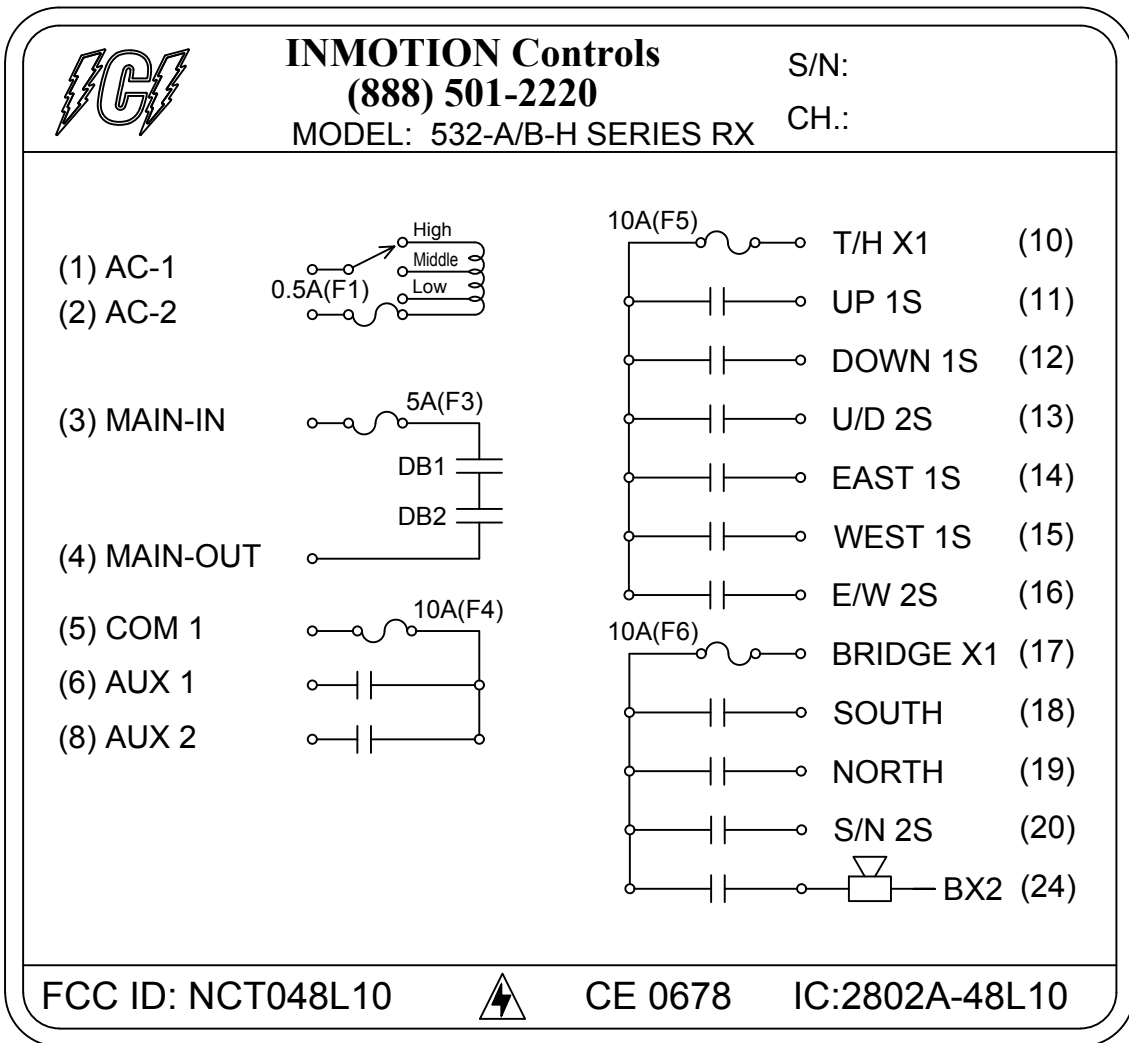 ICI
INMOTION Controls
(888) 501-2220
MODEL: 532-A/B-H SERIES RX
S/N:
CH.:
(1) AC-1
(2) AC-2
0.5A(F1)
High
Middle
Low
(3) MAIN-IN
5A(F3)
DB1
DB2
(4) MAIN-OUT
(5) COM 1
10A(F4)
(6) AUX 1
(8) AUX 2
10A(F5)
T/H X1 (10)
UP 1S (11)
DOWN 1S (12)
U/D 2S (13)
EAST 1S (14)
WEST 1S (15)
E/W 2S (16)
10A(F6)
BRIDGE X1 (17)
SOUTH (18)
NORTH (19)
S/N 2S (20)
BX2 (24)
FCC ID: NCT048L10 CE 0678 IC:2802A-48L10